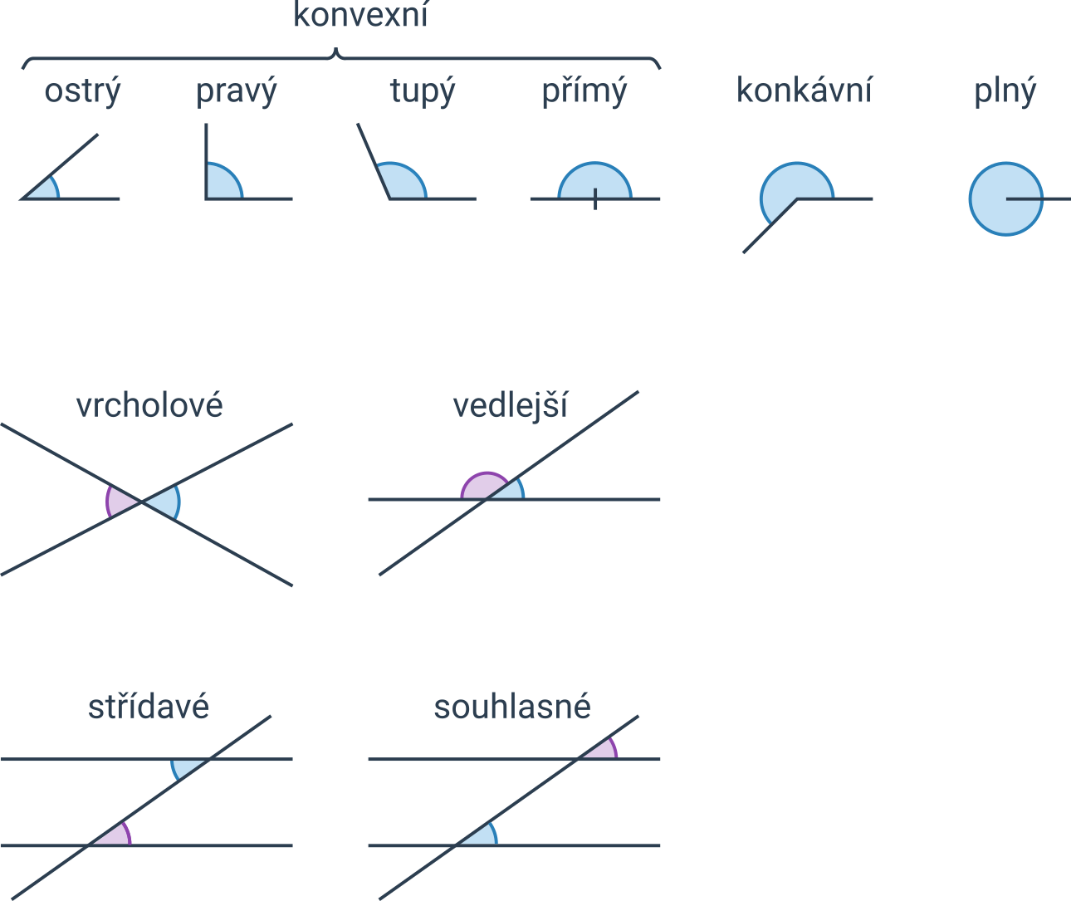 konvexní
ostrý pravý tupý přímý konkávní plný
vrcholové vedlejší
střídavé souhlasné